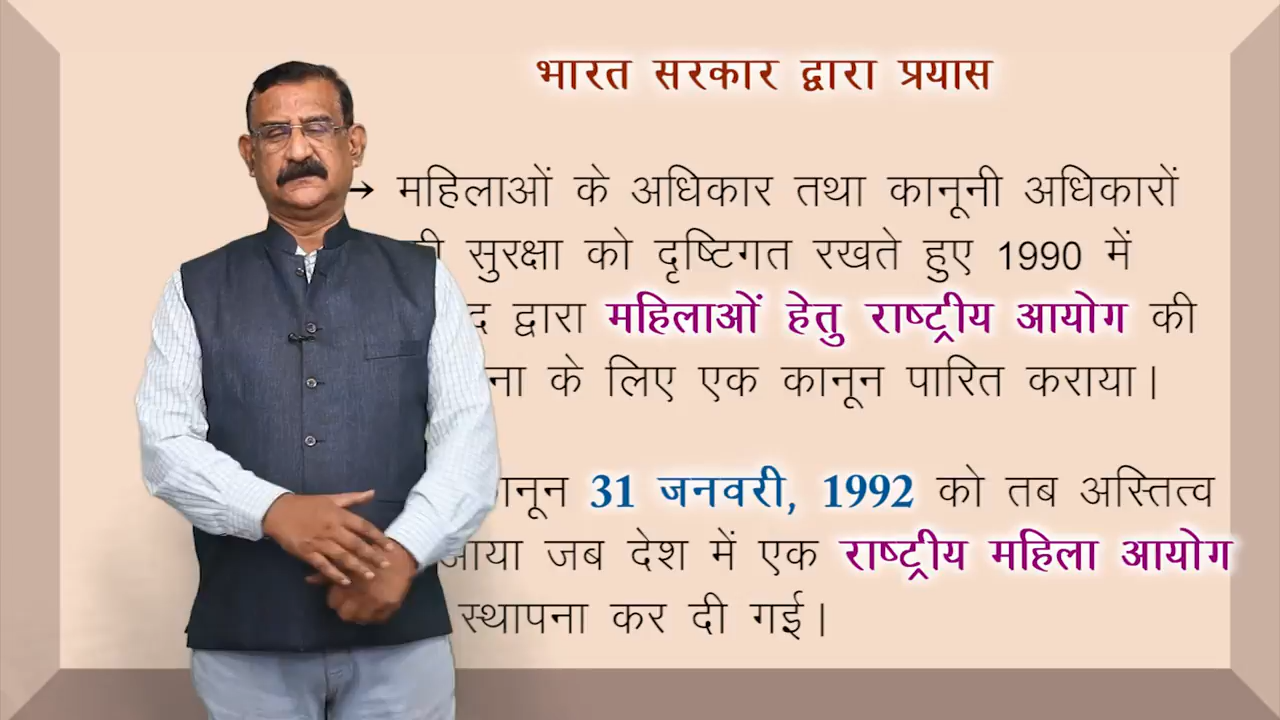 भारत सरकार द्वारा प्रयास
→ महिलाओं के अधिकार तथा कानूनी अधिकारों
सुरक्षा को दृष्टिगत रखते हुए 1990 में
द्वारा महिलाओं हेतु राष्ट्रीय आयोग की
के लिए एक कानून पारित कराया।
31 जनवरी, 1992 को तब अस्तित्व
आया जब देश में एक राष्ट्रीय महिला आयोग
स्थापना कर दी गई।